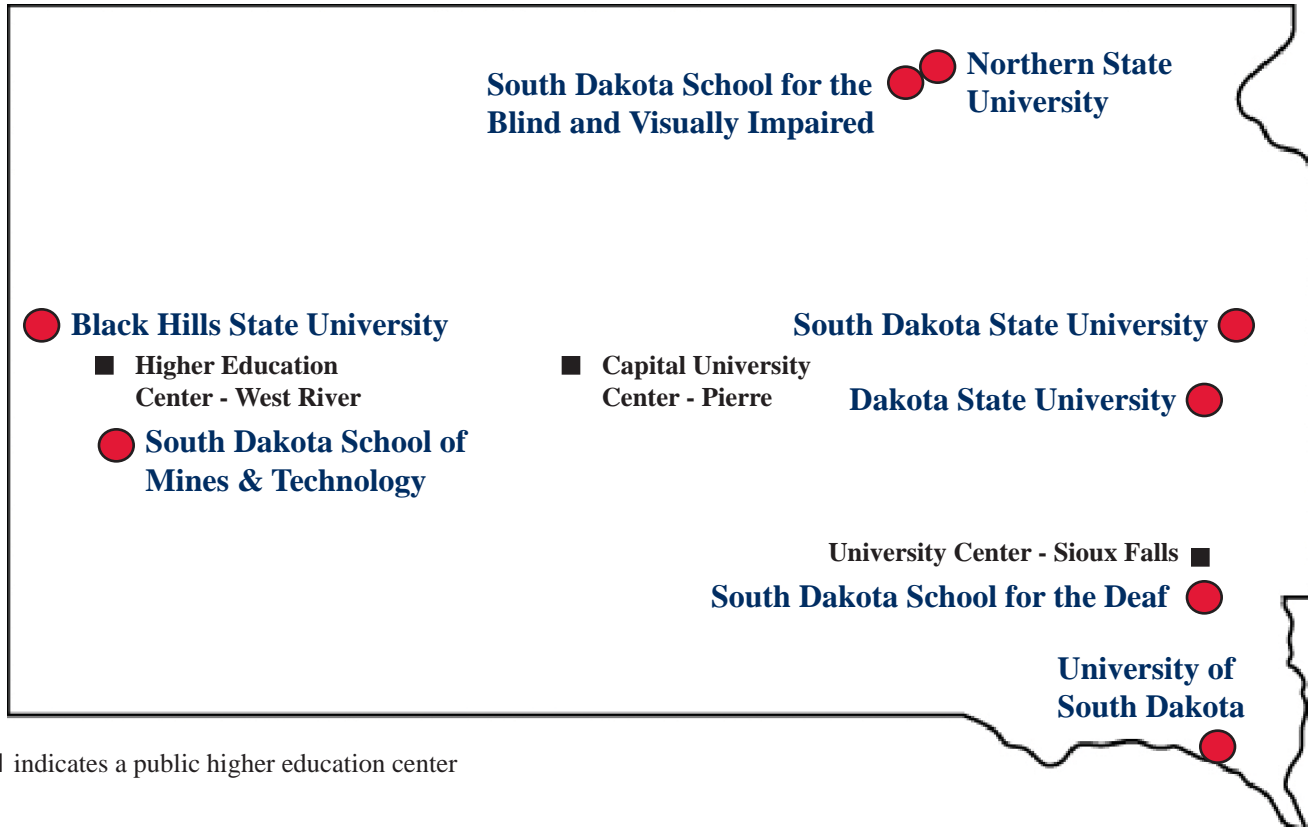 South Dakota School for the
Blind and Visually Impaired
Northern State
University
Black Hills State University
South Dakota State University
Higher Education
Center - West River
Capital University
Center - Pierre
Dakota State University
South Dakota School of
Mines & Technology
University Center - Sioux Falls
South Dakota School for the Deaf
University of
South Dakota
indicates a public higher education center